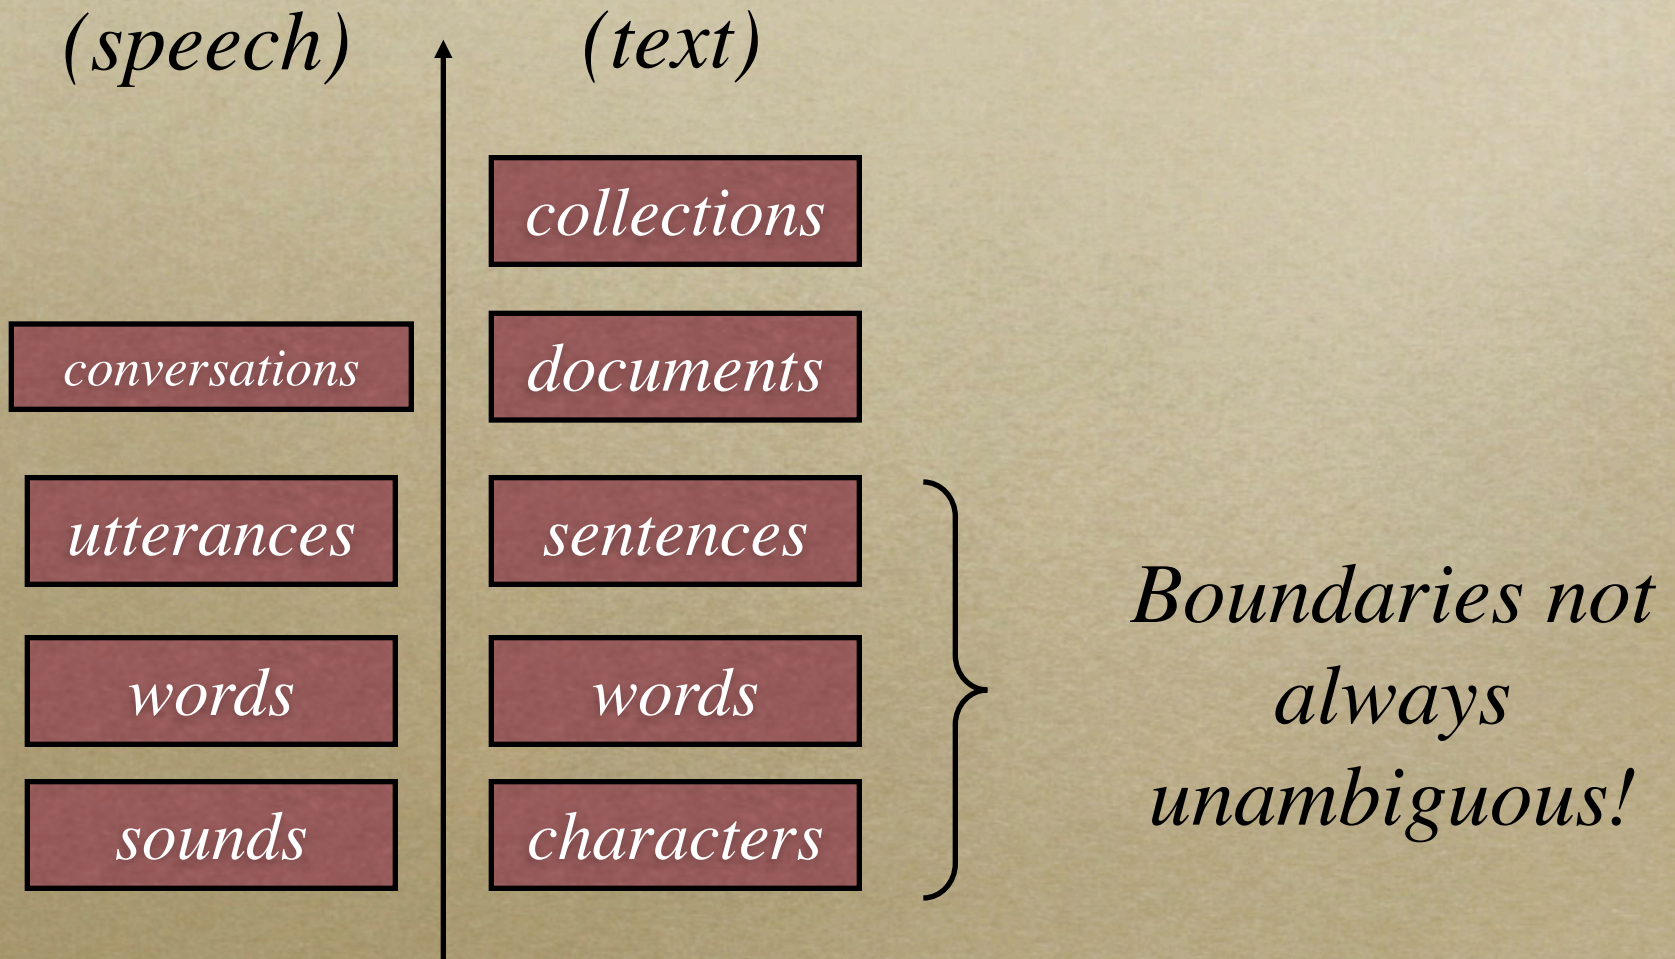 (speech)
(text)
collections
conversations
documents
utterances
sentences
words
words
sounds
characters
Boundaries not
always
unambiguous!